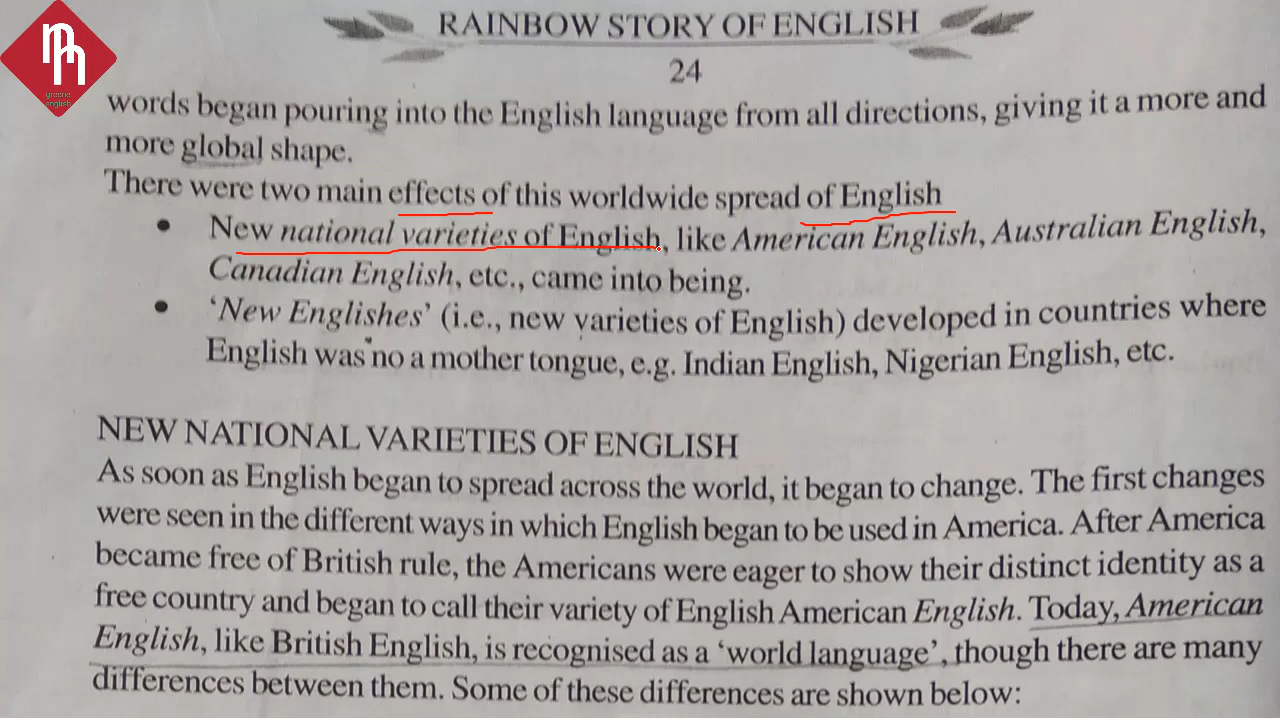 greene
english
RAINBOW STORY OF ENGLISH
24
words began pouring into the English language from all directions, giving it a more and
more global shape.
There were two main effects of this worldwide spread of English
• New national varieties of English, like American English, Australian English,
Canadian English, etc., came into being.
• ‘New Englishes’ (i.e., new varieties of English) developed in countries where
English was no a mother tongue, e.g. Indian English, Nigerian English, etc.
NEW NATIONAL VARIETIES OF ENGLISH
As soon as English began to spread across the world, it began to change. The first changes
were seen in the different ways in which English began to be used in America. After America
became free of British rule, the Americans were eager to show their distinct identity as a
free country and began to call their variety of English American English. Today, American
English, like British English, is recognised as a ‘world language’, though there are many
differences between them. Some of these differences are shown below: